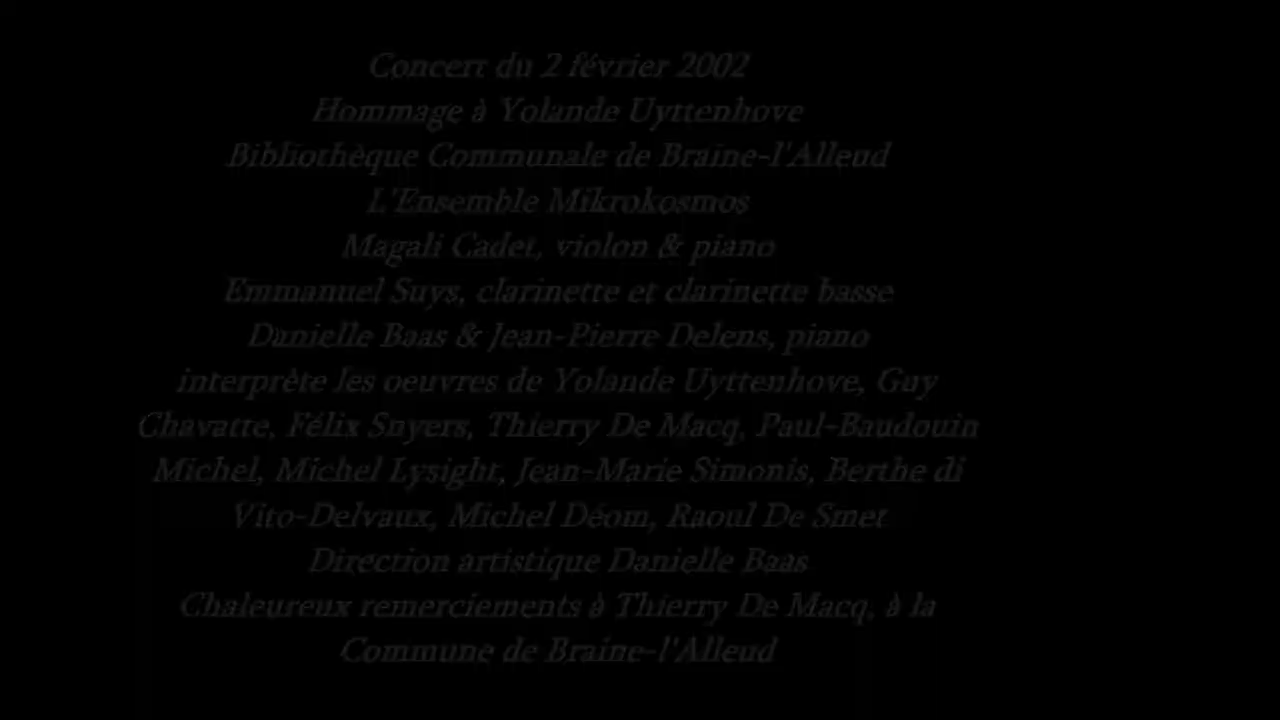 Concert du 2 février 2002
Hommage à Yolande Uyttenhove
Bibliothèque Communale de Braine-l'Alleud
L'Ensemble Mikrokosmos
Magali Cadet, violon & piano
Emmanuel Suys, clarinette et clarinette basse
Danielle Baas & Jean-Pierre Delens, piano
interprète les oeuvres de Yolande Uyttenhove, Guy
Chavatte, Félix Snyers, Thierry De Macq, Paul-Baudouin
Michel, Michel Lysight, Jean-Marie Simonis, Berthe di
Vito-Delvaux, Michel Déom, Raoul De Smet
Direction artistique Danielle Baas
Chaleureux remerciements à Thierry De Macq, à la
Commune de Braine-l'Alleud